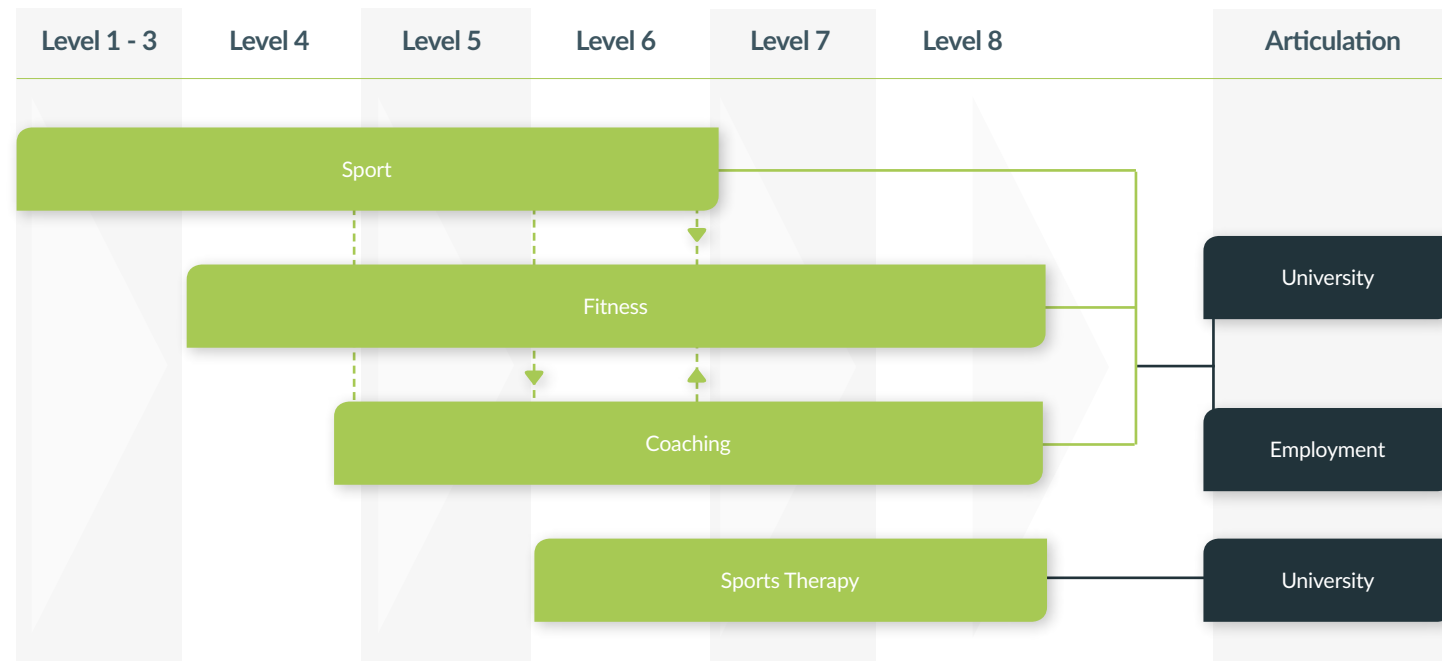 Level 1 - 3 Level 4 Level 5 Level 6 Level 7 Level 8 Articulation
Sport
University
Fitness
Coaching
Employment
Sports Therapy
University